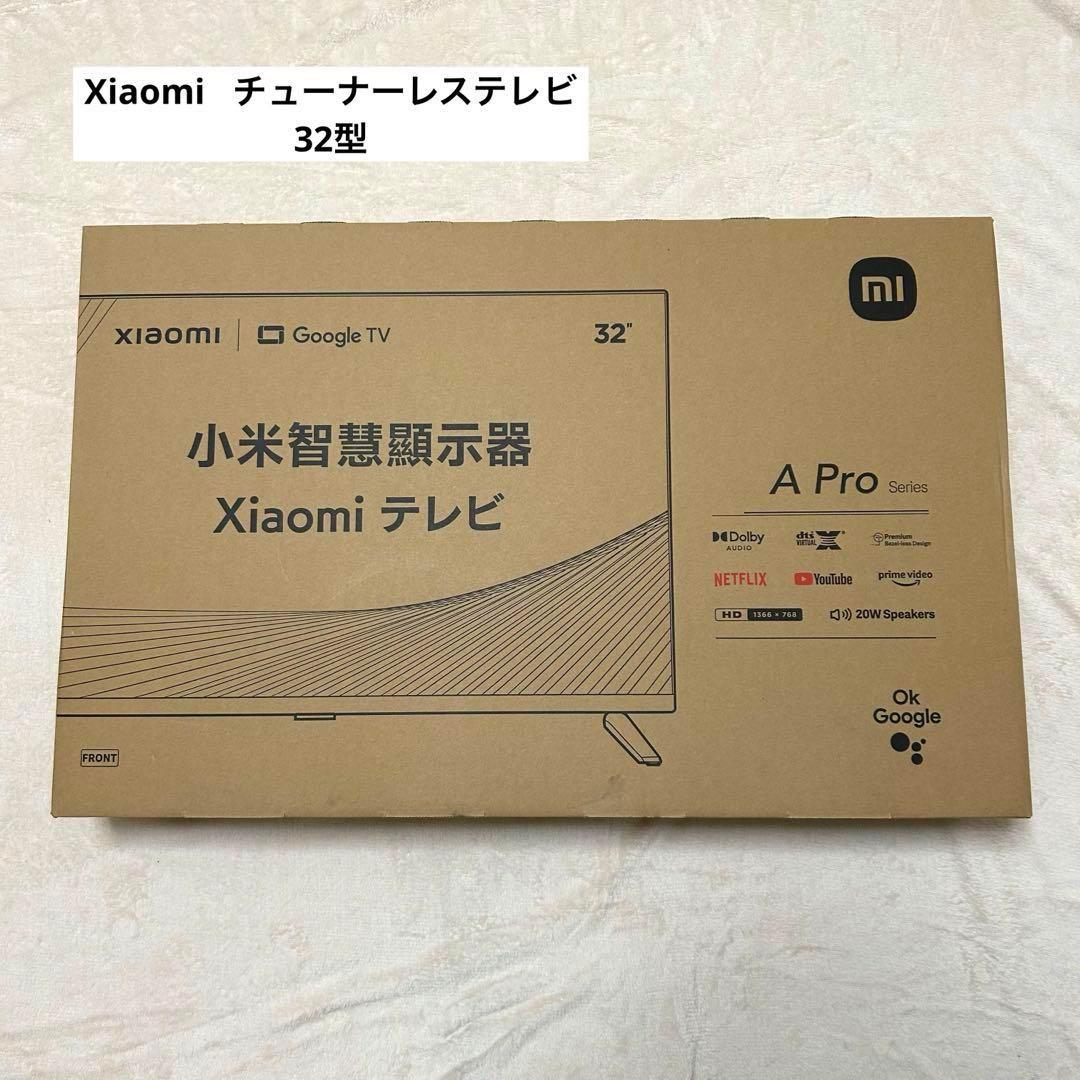 Xiaomi チューナーレステレビ
32型
mi
xiaomi | Google TV 32"
小米智慧顯示器
Xiaomi テレビ
A Pro Series
Dolby AUDIO
dts VIRTUAL X®
Premium Bezel-less Design
NETFLIX YouTube prime video
HD 1366 × 768 20W Speakers
Ok
Google
FRONT